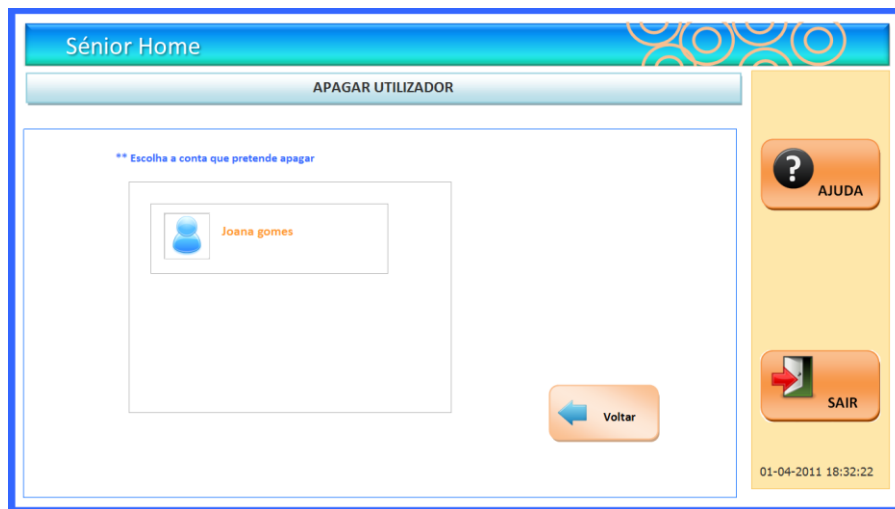 Sénior Home
APAGAR UTILIZADOR
** Escolha a conta que pretende apagar
Joana gomes
Voltar
AJUDA
SAIR
01-04-2011 18:32:22